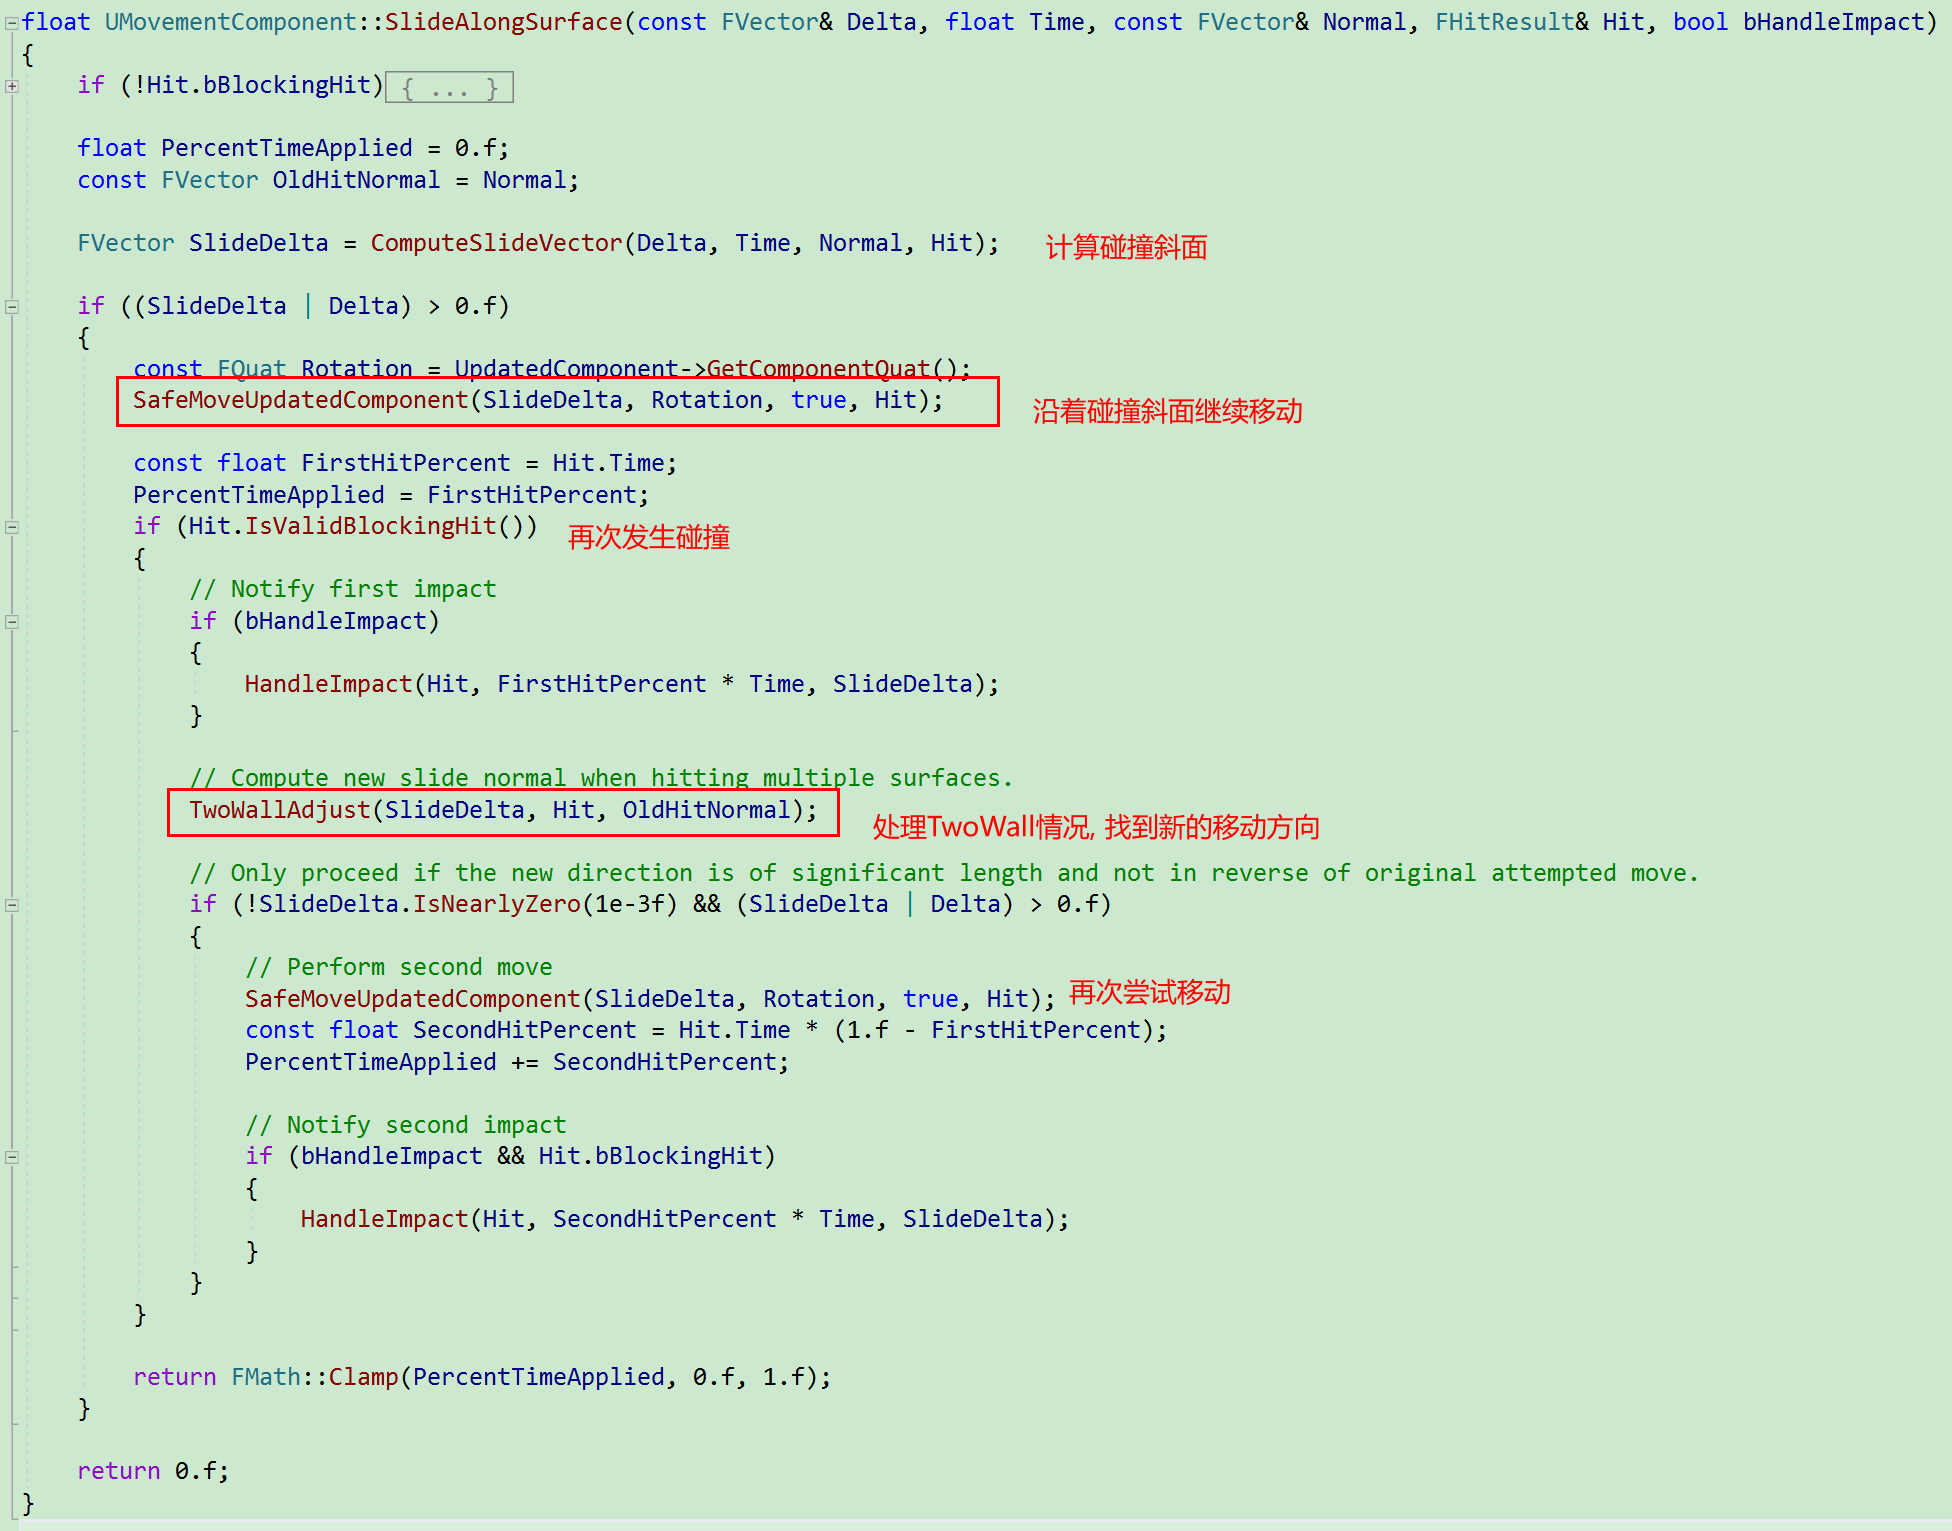 float UMovementComponent::SlideAlongSurface(const FVector& Delta, float Time, const FVector& Normal, FHitResult& Hit, bool bHandleImpact)
{
if (!Hit.bBlockingHit){ ... }
float PercentTimeApplied = 0.f;
const FVector OldHitNormal = Normal;
FVector SlideDelta = ComputeSlideVector(Delta, Time, Normal, Hit); 计算碰撞斜面
if ((SlideDelta | Delta) > 0.f)
{
const FQuat Rotation = UpdatedComponent->GetComponentQuat();
SafeMoveUpdatedComponent(SlideDelta, Rotation, true, Hit); 沿着碰撞斜面继续移动
const float FirstHitPercent = Hit.Time;
PercentTimeApplied = FirstHitPercent;
if (Hit.IsValidBlockingHit()) 再次发生碰撞
{
// Notify first impact
if (bHandleImpact)
{
HandleImpact(Hit, FirstHitPercent * Time, SlideDelta);
}
// Compute new slide normal when hitting multiple surfaces.
TwoWallAdjust(SlideDelta, Hit, OldHitNormal); 处理TwoWall情况, 找到新的移动方向
// Only proceed if the new direction is of significant length and not in reverse of original attempted move.
if (!SlideDelta.IsNearlyZero(1e-3f) && (SlideDelta | Delta) > 0.f)
{
// Perform second move
SafeMoveUpdatedComponent(SlideDelta, Rotation, true, Hit); 再次尝试移动
const float SecondHitPercent = Hit.Time * (1.f - FirstHitPercent);
PercentTimeApplied += SecondHitPercent;
// Notify second impact
if (bHandleImpact && Hit.bBlockingHit)
{
HandleImpact(Hit, SecondHitPercent * Time, SlideDelta);
}
}
}
return FMath::Clamp(PercentTimeApplied, 0.f, 1.f);
}
return 0.f;
}